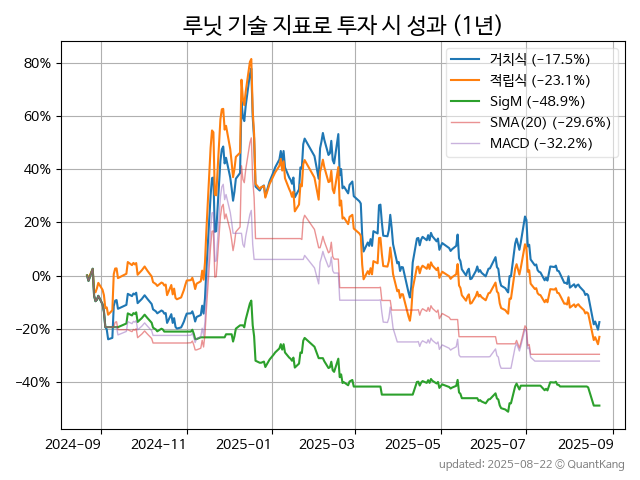 루닛 기술 지표로 투자 시 성과 (1년)
거치식 (−17.5%)
적립식 (−23.1%)
SigM (−48.9%)
SMA(20) (−29.6%)
MACD (−32.2%)
80%
60%
40%
20%
0%
−20%
−40%
2024-09 2024-11 2025-01 2025-03 2025-05 2025-07 2025-09
updated: 2025-08-22 © QuantKang